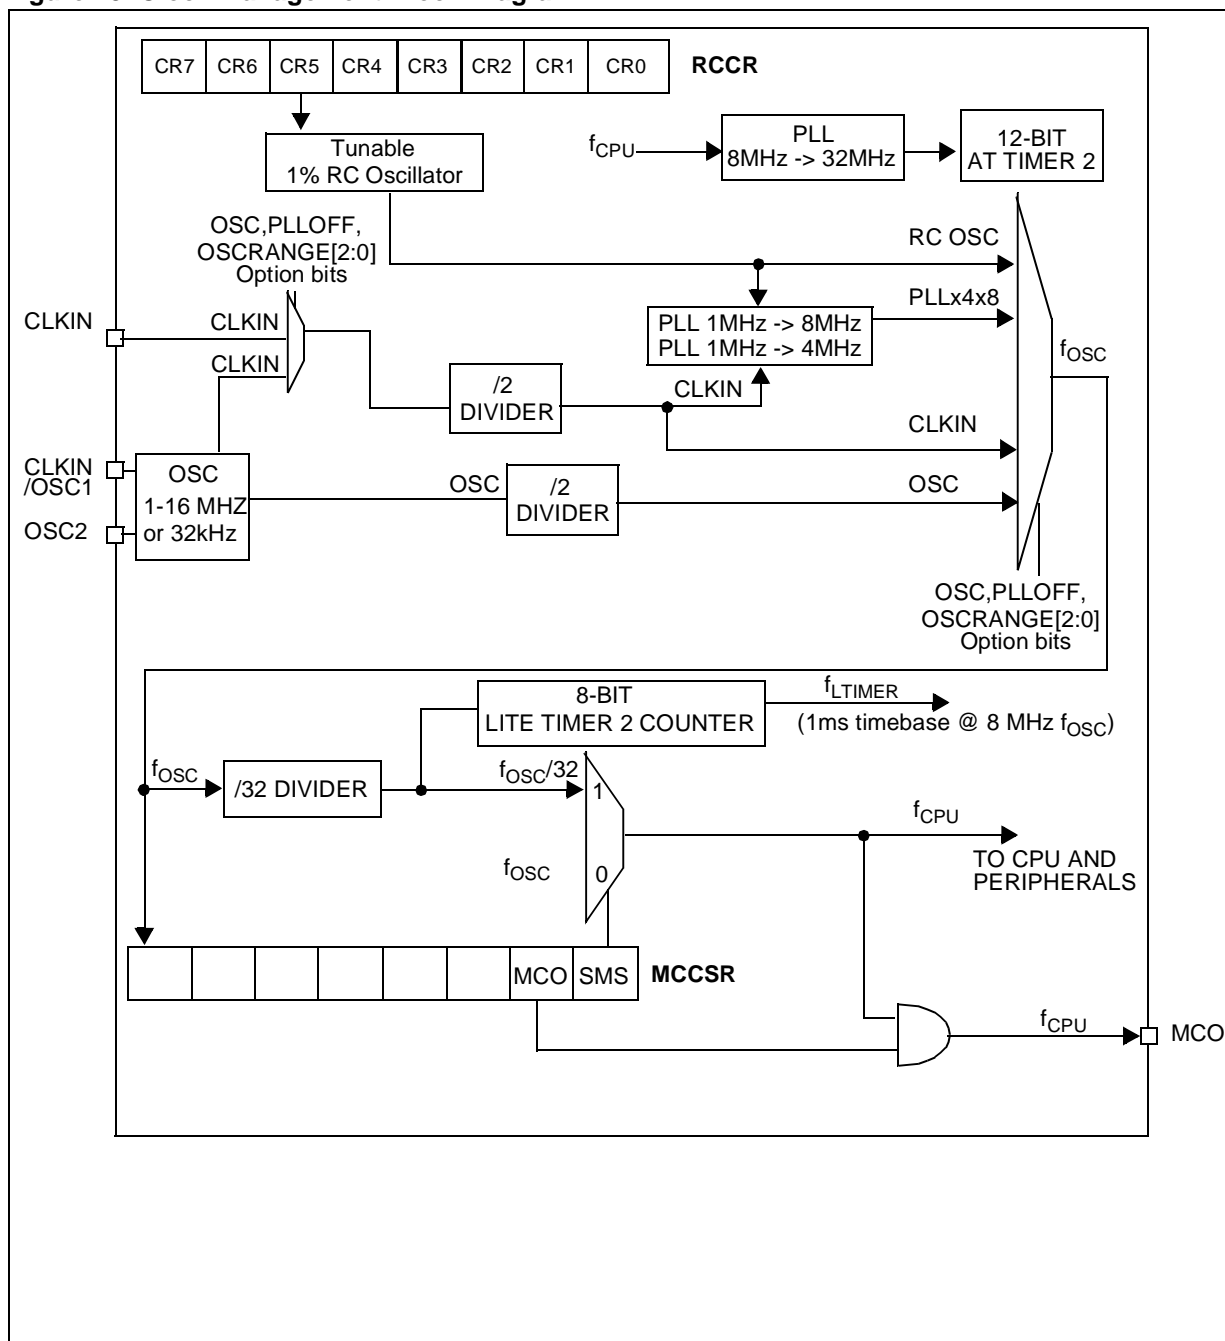 CR7 CR6 CR5 CR4 CR3 CR2 CR1 CR0 RCCR
Tunable
1% RC Oscillator
fCPU
PLL
8MHz -> 32MHz
12-BIT
AT TIMER 2
OSC,PLLOFF,
OSCRANGE[2:0]
Option bits
RC OSC
PLLx4x8
CLKIN
CLKIN
CLKIN
PLL 1MHz -> 8MHz
PLL 1MHz -> 4MHz
fOSC
/2
DIVIDER
CLKIN
CLKIN
CLKIN
/OSC1
OSC2
OSC
1-16 MHZ
or 32kHz
OSC
/2
DIVIDER
OSC
OSC,PLLOFF,
OSCRANGE[2:0]
Option bits
8-BIT
LITE TIMER 2 COUNTER
fLTIMER
(1ms timebase @ 8 MHz fOSC)
fOSC
/32 DIVIDER
fOSC/32
1
fOSC
0
fCPU
TO CPU AND
PERIPHERALS
MCO SMS MCCSR
fCPU
MCO